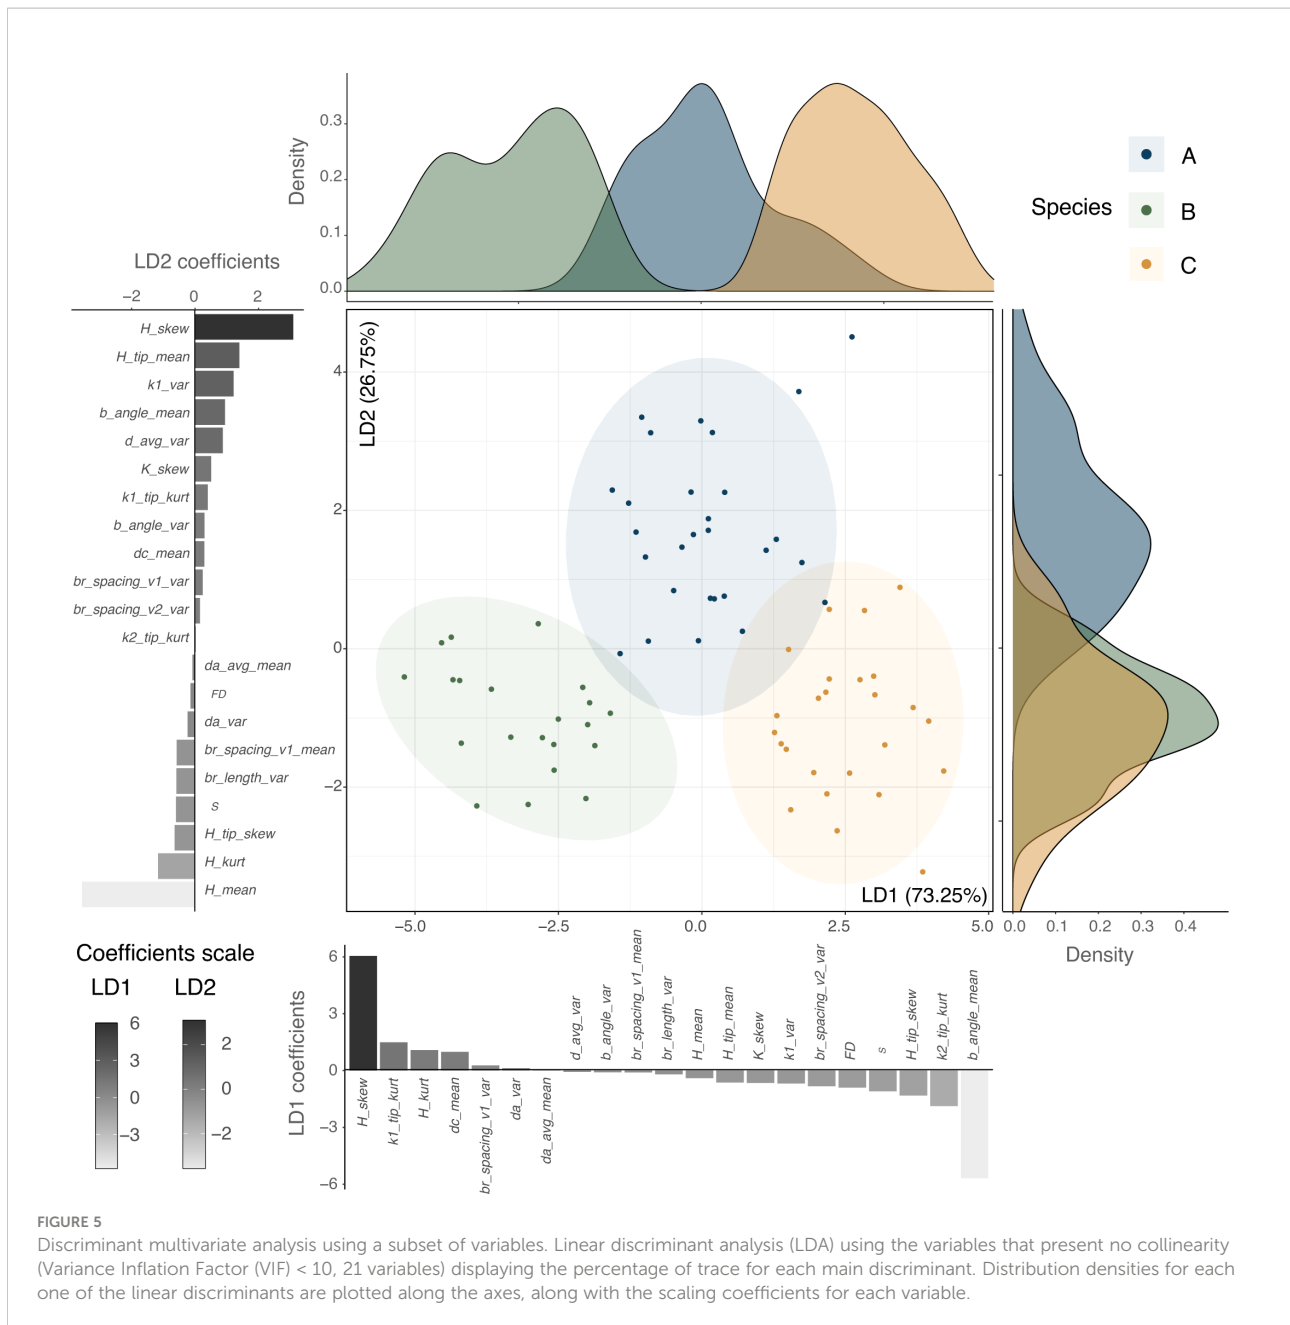 Density
0.3
0.2
0.1
0.0
Species
A
B
C
LD2 coefficients
−2
0
2
H_skew
H_tip_mean
k1_var
b_angle_mean
d_avg_var
K_skew
k1_tip_kurt
b_angle_var
dc_mean
br_spacing_v1_var
br_spacing_v2_var
k2_tip_kurt
da_avg_mean
FD
da_var
br_spacing_v1_mean
br_length_var
S
H_tip_skew
H_kurt
H_mean
LD2 (26.75%)
4
2
0
−2
LD1 (73.25%)
−5.0
−2.5
0.0
2.5
5.0
0.0
0.1
0.2
0.3
0.4
Density
Coefficients scale
LD1
LD2
6
3
0
−3
2
0
−2
LD1 coefficients
6
3
0
−3
−6
H_skew
k1_tip_kurt
H_kurt
dc_mean
br_spacing_v1_var
da_var
da_avg_mean
d_avg_var
b_angle_var
br_spacing_v1_mean
br_length_var
H_mean
H_tip_mean
K_skew
k1_var
br_spacing_v2_var
FD
s
H_tip_skew
k2_tip_kurt
b_angle_mean
FIGURE 5
Discriminant multivariate analysis using a subset of variables. Linear discriminant analysis (LDA) using the variables that present no collinearity
(Variance Inflation Factor (VIF) < 10, 21 variables) displaying the percentage of trace for each main discriminant. Distribution densities for each
one of the linear discriminants are plotted along the axes, along with the scaling coefficients for each variable.